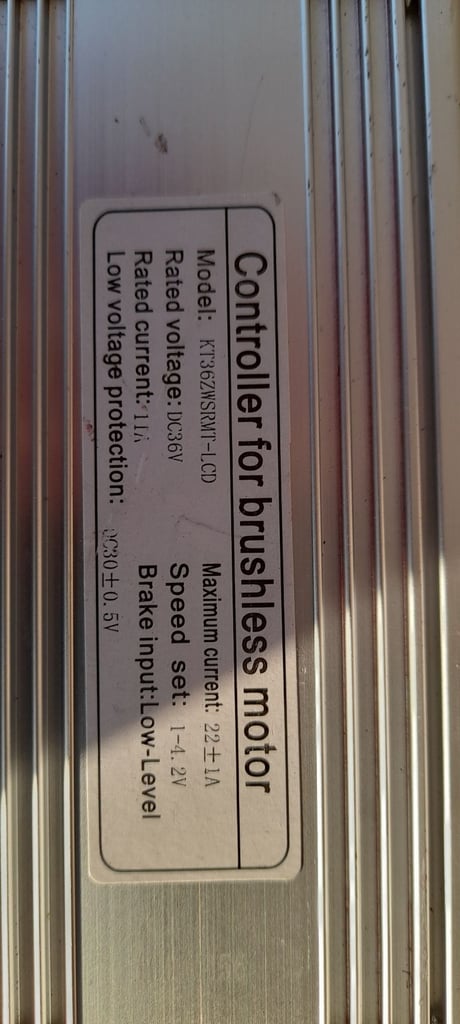 Controller for brushless motor
Model: KT36ZWSRMT-LCD Maximum current: 22±1A
Rated voltage: DC36V Speed set: 1-4.2V
Rated current: 11A Brake input:Low-Level
Low voltage protection: DC30±0.5V